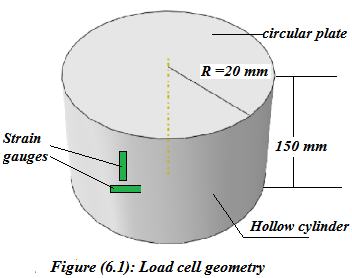 circular plate
R =20 mm
Strain
gauges
150 mm
Hollow cylinder
Figure (6.1): Load cell geometry